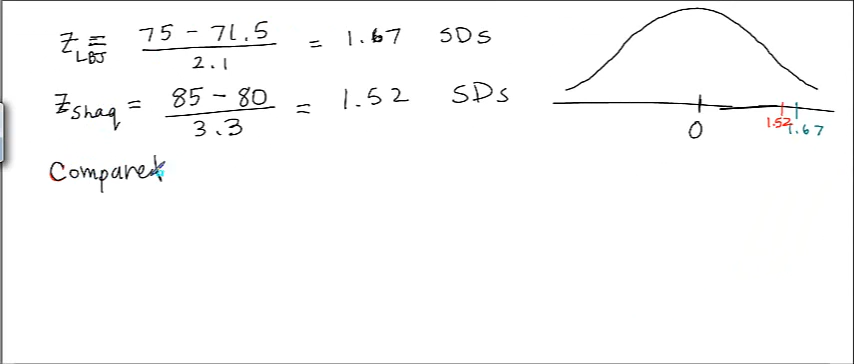 Z_LBJ = 75 - 71.5 / 2.1 = 1.67 SDs
Z_Shaq = 85 - 80 / 3.3 = 1.52 SDs
Compared
0 1.52 1.67